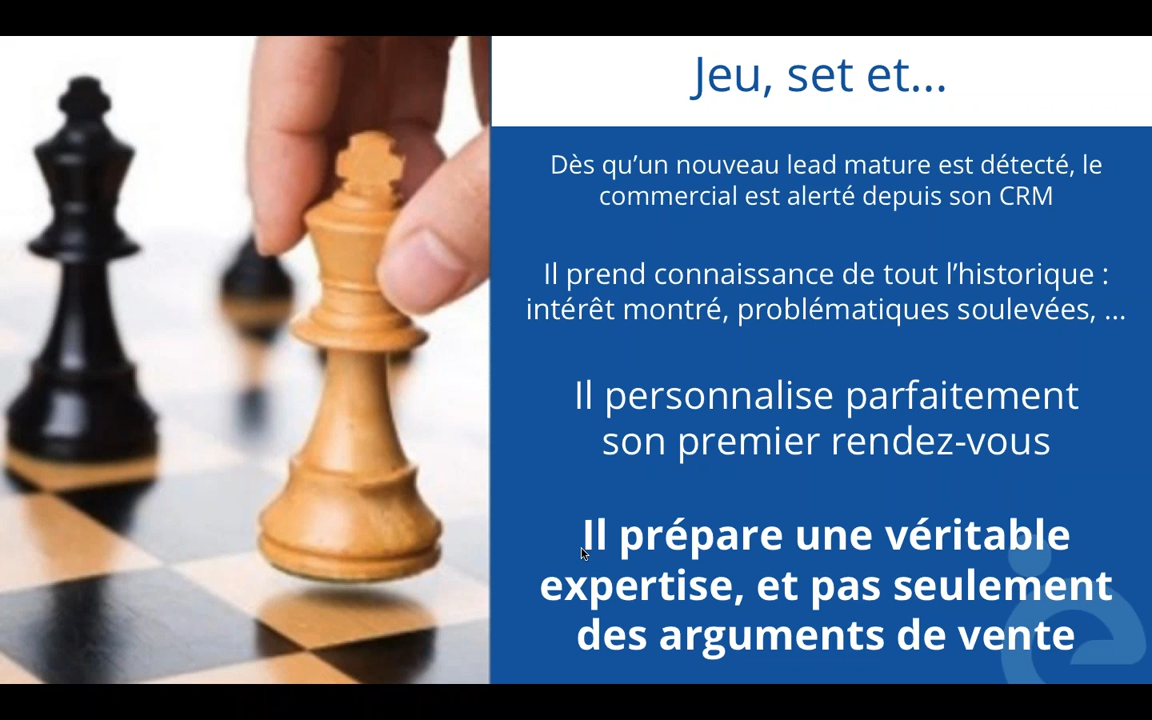 Jeu, set et...
Dès qu’un nouveau lead mature est détecté, le
commercial est alerté depuis son CRM
Il prend connaissance de tout l’historique :
intérêt montré, problématiques soulevées, ...
Il personnalise parfaitement
son premier rendez-vous
Il prépare une véritable
expertise, et pas seulement
des arguments de vente